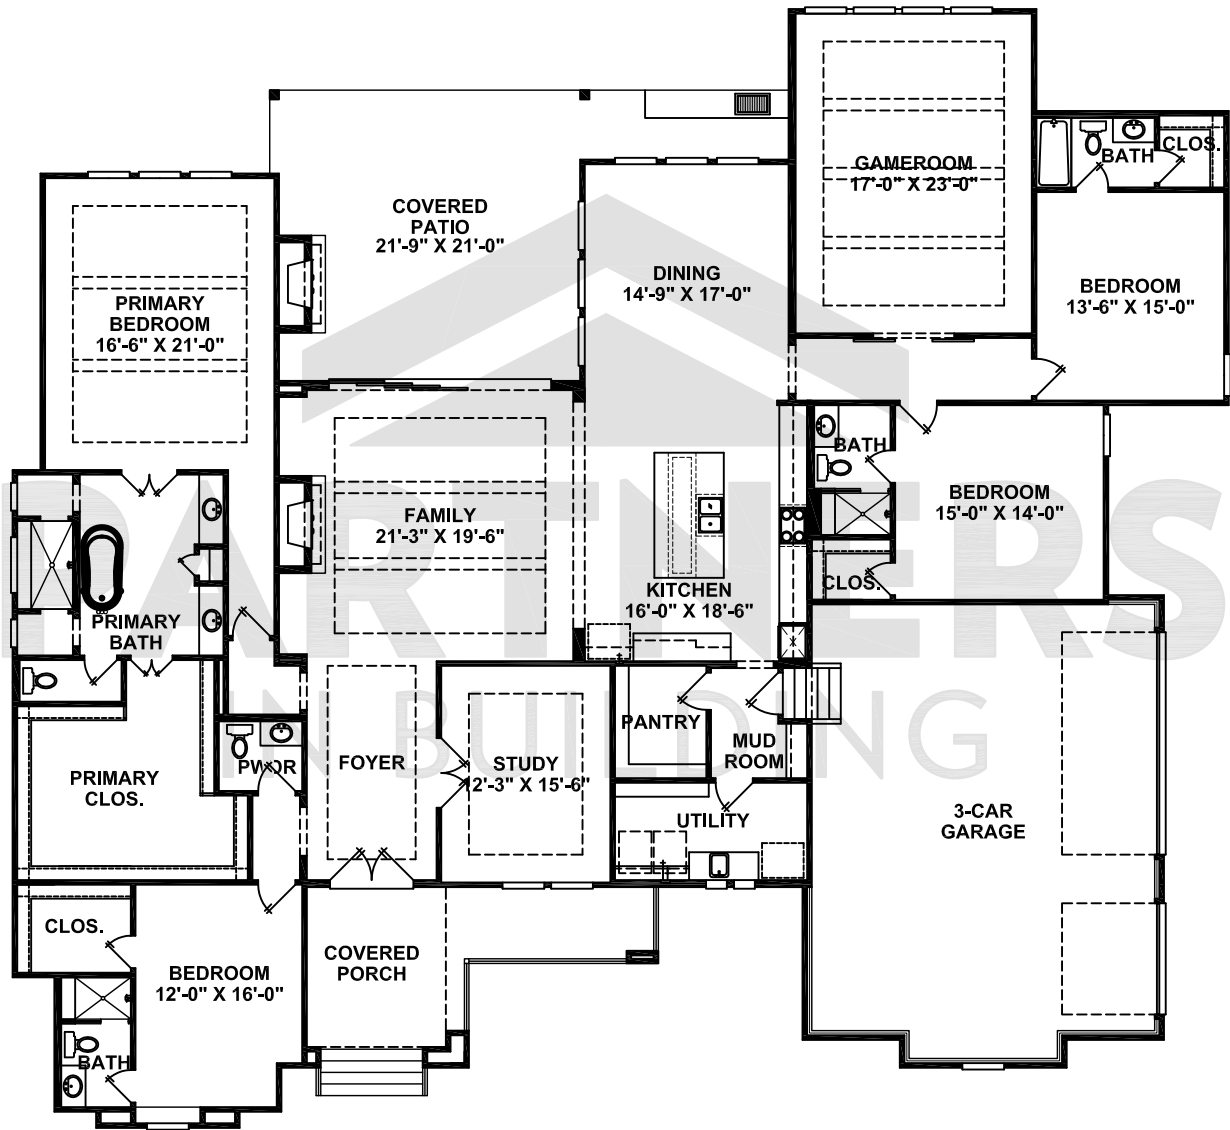 GAMEROOM
17'-0" X 23'-0"
BATH
CLOS.
COVERED
PATIO
21'-9" X 21'-0"
DINING
14'-9" X 17'-0"
BEDROOM
13'-6" X 15'-0"
PRIMARY
BEDROOM
16'-6" X 21'-0"
BATH
BEDROOM
15'-0" X 14'-0"
FAMILY
21'-3" X 19'-6"
CLOS.
KITCHEN
16'-0" X 18'-6"
PRIMARY
BATH
PARTNERS
IN BUILDING
PANTRY
MUD
ROOM
PWDR
FOYER
STUDY
12'-3" X 15'-6"
PRIMARY
CLOS.
UTILITY
3-CAR
GARAGE
CLOS.
COVERED
PORCH
BEDROOM
12'-0" X 16'-0"
BATH